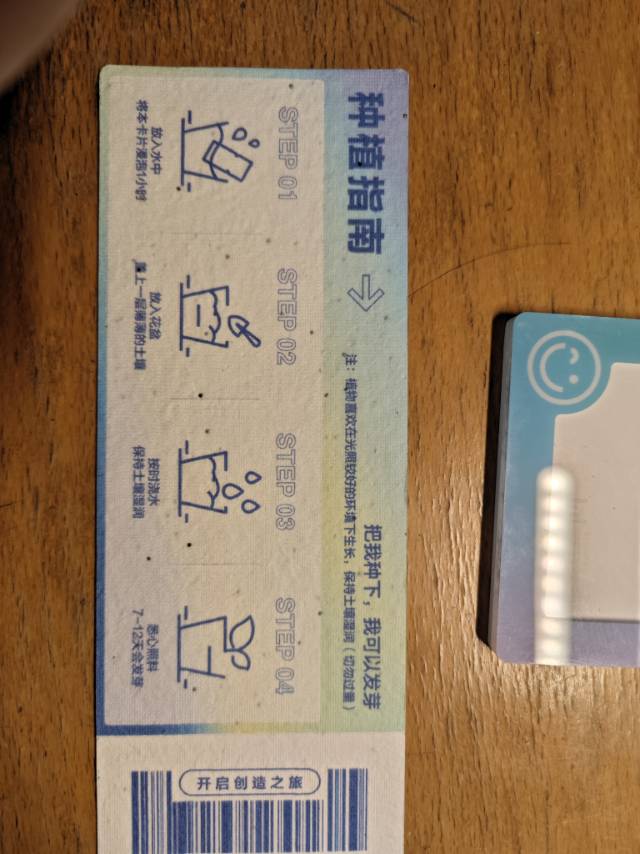 种植指南
把我种下，我可以发芽
注：植物喜欢在光照较好的环境下生长，保持土壤湿润（切勿过量）
STEP 01
放入水中
将本卡片浸泡1小时
STEP 02
放入花盆
盖上一层薄薄的土壤
STEP 03
按时浇水
保持土壤湿润
STEP 04
悉心照料
7-12天会发芽
开启创造之旅